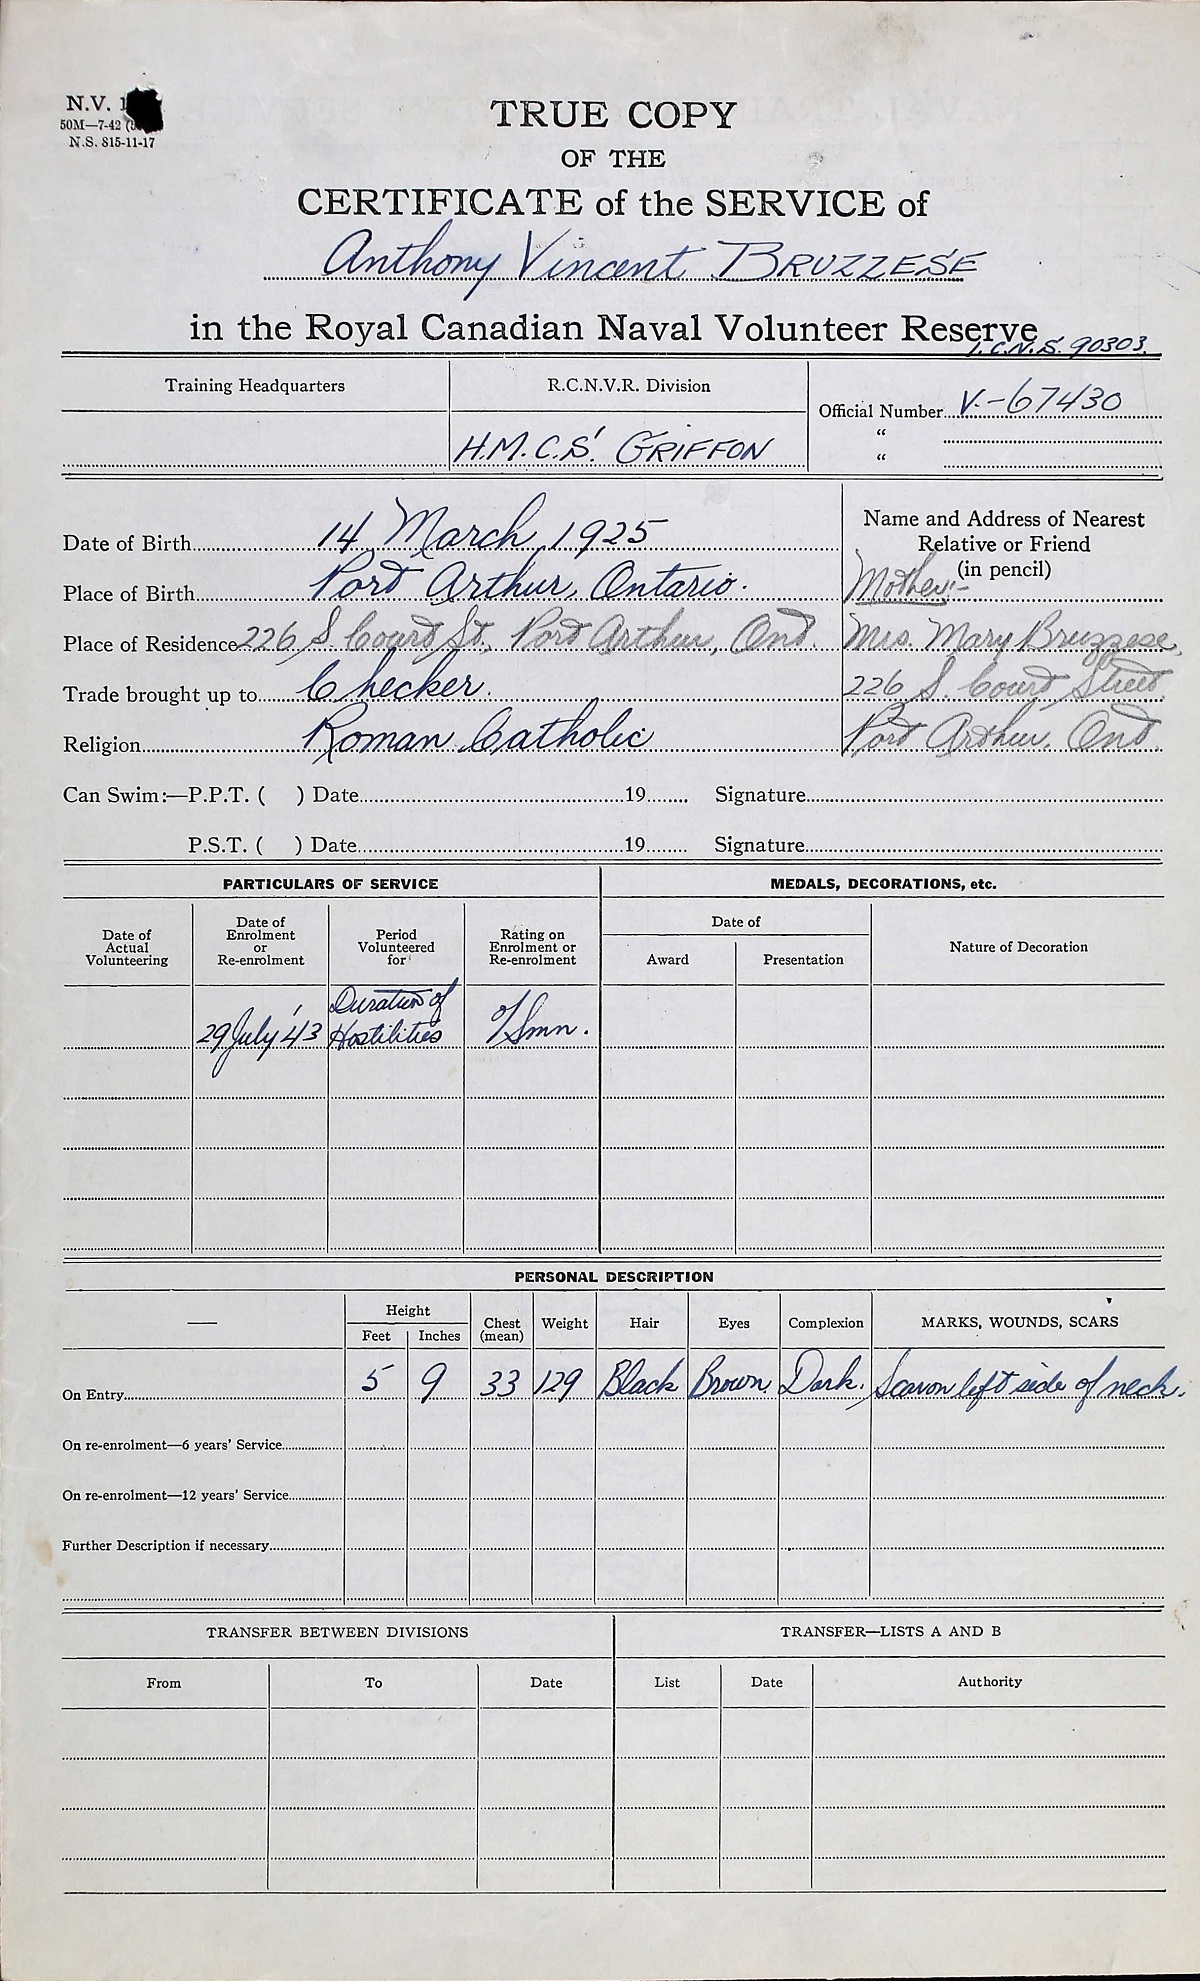 N.V. 1
50M—7-42 (5
N.S. 815-11-17
TRUE COPY
OF THE
CERTIFICATE of the SERVICE of
Anthony Vincent BRUZZESE
in the Royal Canadian Naval Volunteer Reserve
I.C.N.S. 90303.
Training Headquarters
R.C.N.V.R. Division
H.M.C.S. GRIFFON
Official Number V-67430
"
"
Date of Birth 14 March, 1925
Place of Birth Port Arthur, Ontario.
Place of Residence 226 S. Court St., Port Arthur, Ont.
Trade brought up to Checker.
Religion Roman Catholic
Name and Address of Nearest
Relative or Friend
(in pencil)
Mother:-
Mrs. Mary Bruzzese,
226 S. Court Street,
Port Arthur, Ont.
Can Swim:—P.P.T. ( ) Date 19 Signature
P.S.T. ( ) Date 19 Signature
PARTICULARS OF SERVICE
MEDALS, DECORATIONS, etc.
Date of
Actual
Volunteering
Date of
Enrolment
or
Re-enrolment
Period
Volunteered
for
Rating on
Enrolment or
Re-enrolment
Date of
Award
Presentation
Nature of Decoration
29 July '43
Duration of
Hostilities
O/Smn.
PERSONAL DESCRIPTION
—
Height
Feet
Inches
Chest
(mean)
Weight
Hair
Eyes
Complexion
MARKS, WOUNDS, SCARS
On Entry 5 9 33 129 Black Brown. Dark. Scar on left side of neck.
On re-enrolment—6 years' Service
On re-enrolment—12 years' Service
Further Description if necessary
TRANSFER BETWEEN DIVISIONS
TRANSFER—LISTS A AND B
From
To
Date
List
Date
Authority